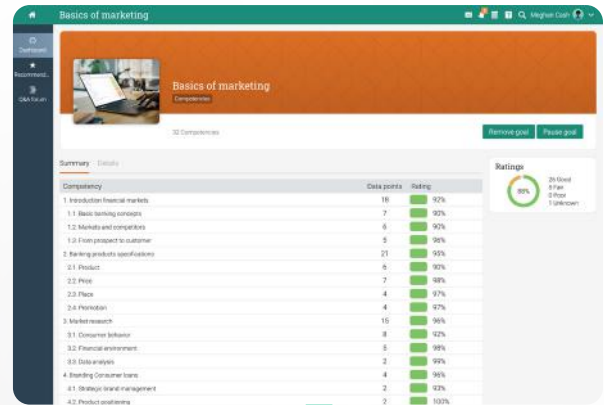 Basics of marketing
Meghan Cash
Dashboard
Recommend...
Q&A forum
Basics of marketing
Competencies
32 Competencies
Remove goal Pause goal
Summary Details
Competency Data points Rating
1. Introduction financial markets 18 92%
1.1. Basic banking concepts 7 90%
1.2. Markets and competitors 6 90%
1.3. From prospect to customer 5 96%
2. Banking products specifications 21 95%
2.1. Product 6 90%
2.2. Price 7 98%
2.3. Place 4 97%
2.4. Promotion 4 97%
3. Market research 15 96%
3.1. Consumer behavior 8 92%
3.2. Financial environment 5 98%
3.3. Data analysis 2 99%
4. Branding Consumer loans 4 96%
4.1. Strategic brand management 2 93%
4.2. Product positioning 2 100%
Ratings
26 Good
0 Poor
1 Unknown